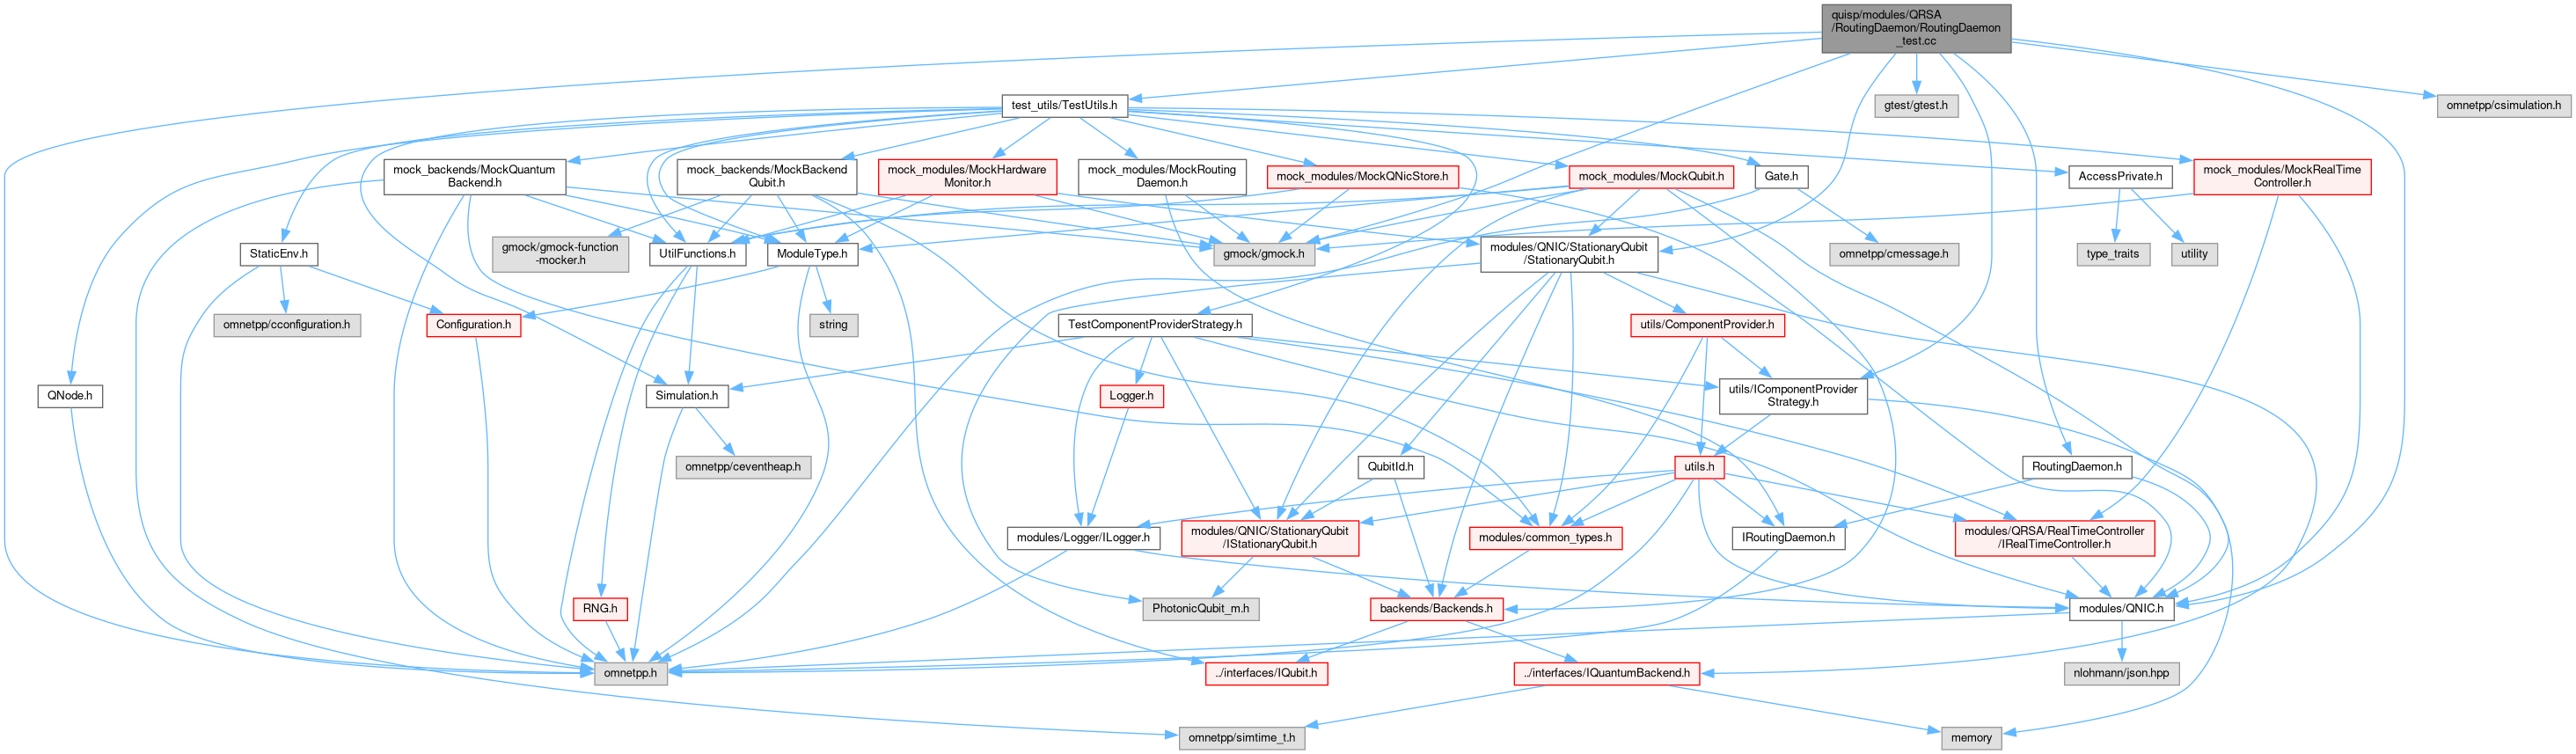 quisp/modules/QRSA
/RoutingDaemon/RoutingDaemon
_test.cc
test_utils/TestUtils.h
gtest/gtest.h
omnetpp/csimulation.h
mock_backends/MockQuantum
Backend.h
mock_backends/MockBackend
Qubit.h
mock_modules/MockHardware
Monitor.h
mock_modules/MockRouting
Daemon.h
mock_modules/MockQNicStore.h
mock_modules/MockQubit.h
Gate.h
AccessPrivate.h
mock_modules/MockRealTime
Controller.h
StaticEnv.h
gmock/gmock-function
-mocker.h
UtilFunctions.h
ModuleType.h
gmock/gmock.h
modules/QNIC/StationaryQubit
/StationaryQubit.h
omnetpp/cmessage.h
type_traits
utility
omnetpp/cconfiguration.h
Configuration.h
string
TestComponentProviderStrategy.h
utils/ComponentProvider.h
QNode.h
Simulation.h
Logger.h
utils/IComponentProvider
Strategy.h
omnetpp/ceventheap.h
QubitId.h
utils.h
RoutingDaemon.h
modules/Logger/ILogger.h
modules/QNIC/StationaryQubit
/IStationaryQubit.h
modules/common_types.h
IRoutingDaemon.h
modules/QRSA/RealTimeController
/IRealTimeController.h
RNG.h
PhotonicQubit_m.h
backends/Backends.h
modules/QNIC.h
omnetpp.h
../interfaces/IQubit.h
../interfaces/IQuantumBackend.h
nlohmann/json.hpp
omnetpp/simtime_t.h
memory